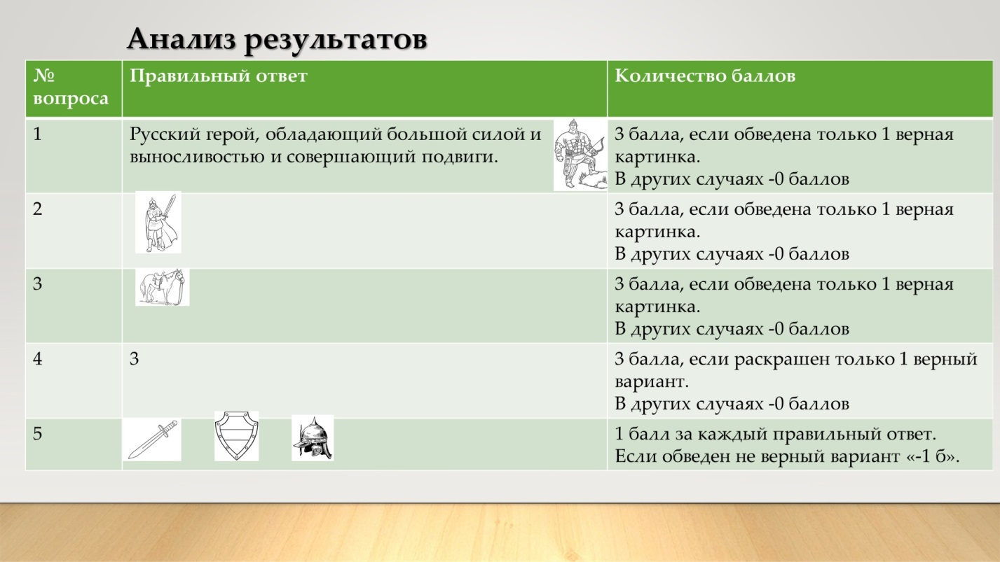 Анализ результатов
№
вопроса
Правильный ответ
Количество баллов
1
Русский герой, обладающий большой силой и
выносливостью и совершающий подвиги.
3 балла, если обведена только 1 верная
картинка.
В других случаях -0 баллов
2
3 балла, если обведена только 1 верная
картинка.
В других случаях -0 баллов
3
3 балла, если обведена только 1 верная
картинка.
В других случаях -0 баллов
4
3
3 балла, если раскрашен только 1 верный
вариант.
В других случаях -0 баллов
5
1 балл за каждый правильный ответ.
Если обведен не верный вариант «-1 б».